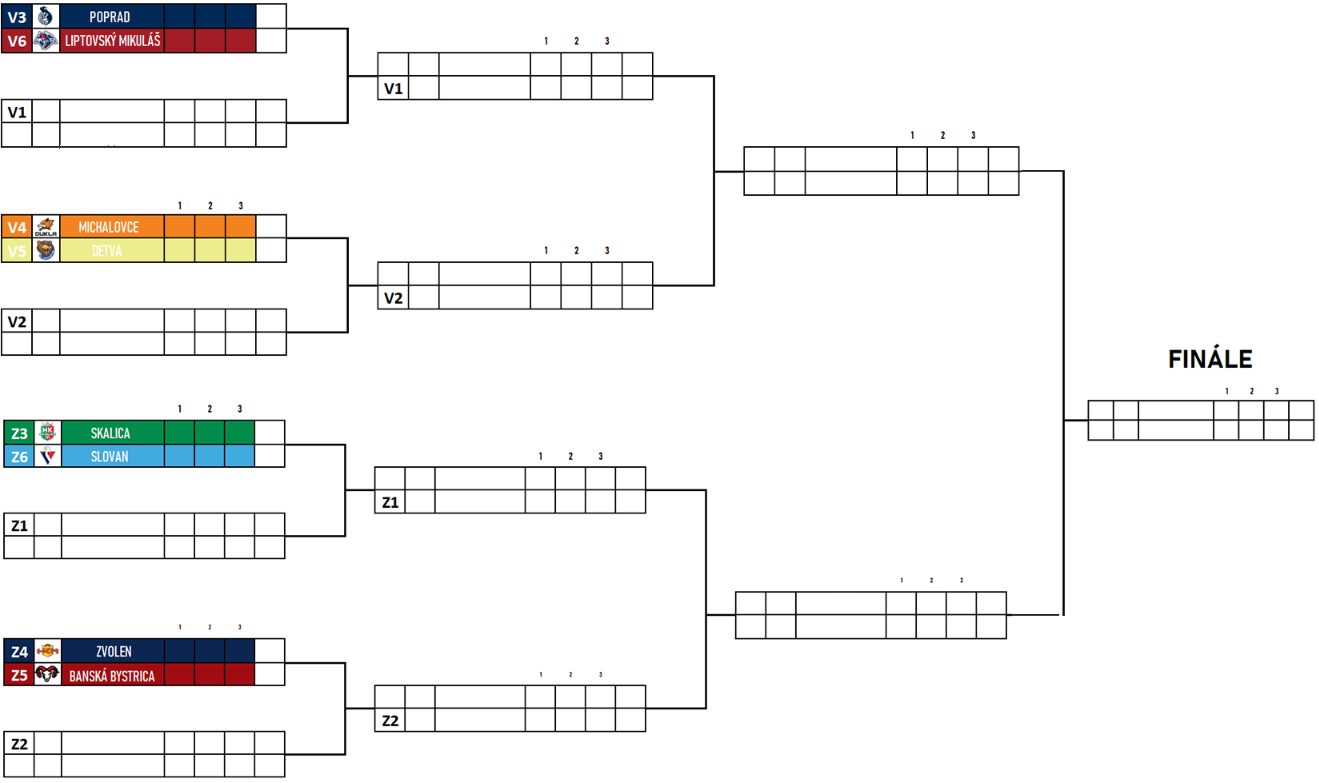 V3 POPRAD
V6 LIPTOVSKÝ MIKULÁŠ
1 2 3
V1
V1
1 2 3
1 2 3
V4 DUKLA MICHALOVCE
V5 DETVA
1 2 3
V2
V2
FINÁLE
1 2 3
1 2 3
Z3 HK SKALICA
Z6 SLOVAN
1 2 3
Z1
Z1
1 2 3
1 2 3
Z4 ZVOLEN
Z5 BANSKÁ BYSTRICA
1 2 3
Z2
Z2